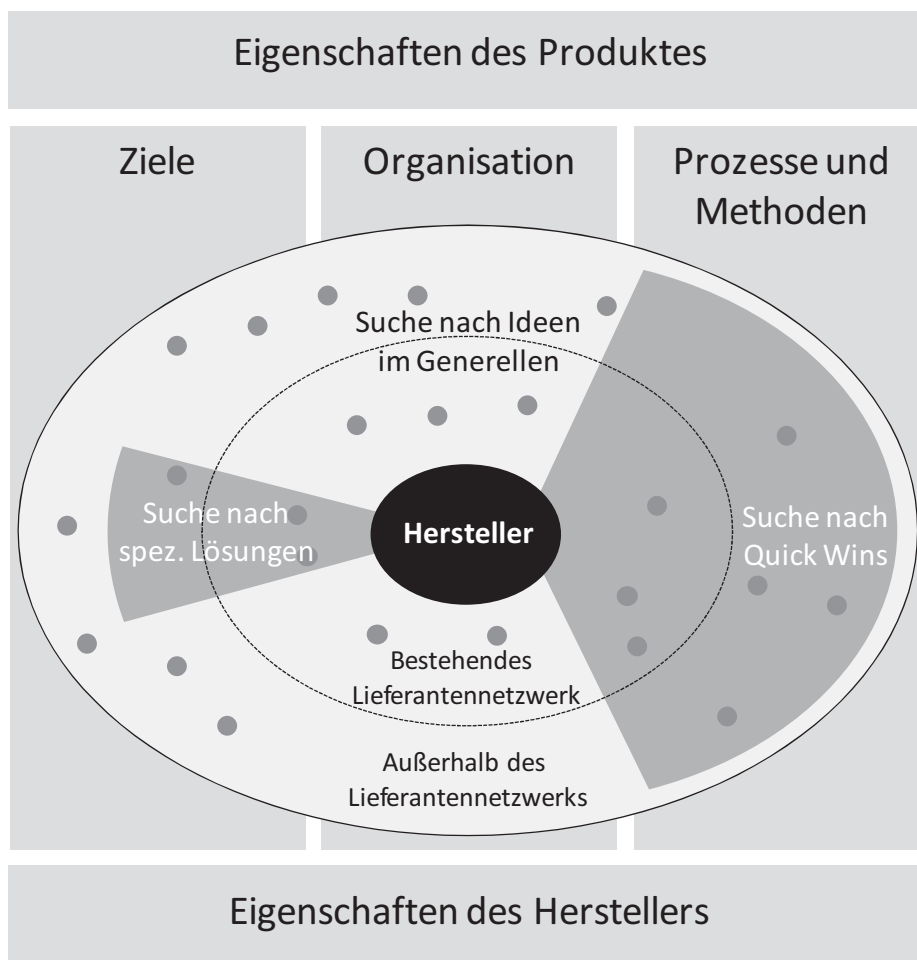 Eigenschaften des Produktes
Ziele
Organisation
Prozesse und
Methoden
Suche nach Ideen
im Generellen
Suche nach
spez. Lösungen
Hersteller
Suche nach
Quick Wins
Bestehendes
Lieferantennetzwerk
Außerhalb des
Lieferantennetzwerks
Eigenschaften des Herstellers